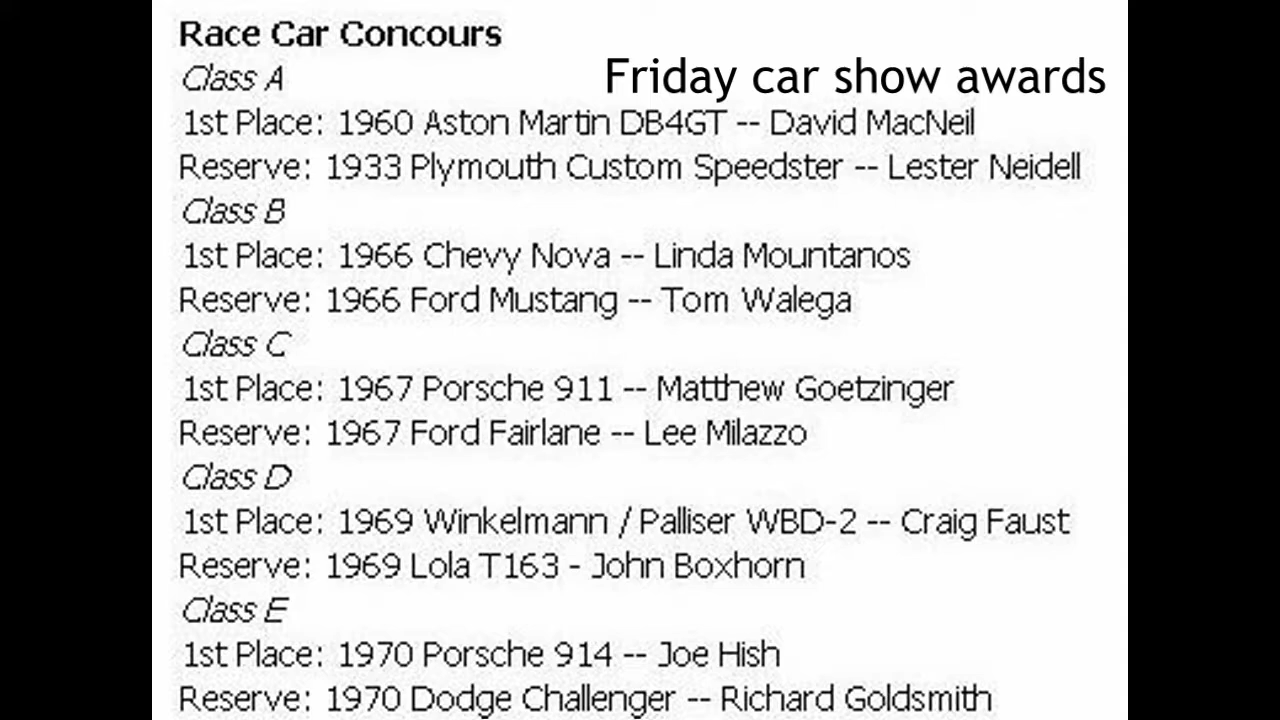 Race Car Concours
Friday car show awards
Class A
1st Place: 1960 Aston Martin DB4GT -- David MacNeil
Reserve: 1933 Plymouth Custom Speedster -- Lester Neidell
Class B
1st Place: 1966 Chevy Nova -- Linda Mountanos
Reserve: 1966 Ford Mustang -- Tom Walega
Class C
1st Place: 1967 Porsche 911 -- Matthew Goetzinger
Reserve: 1967 Ford Fairlane -- Lee Milazzo
Class D
1st Place: 1969 Winkelmann / Palliser WBD-2 -- Craig Faust
Reserve: 1969 Lola T163 - John Boxhorn
Class E
1st Place: 1970 Porsche 914 -- Joe Hish
Reserve: 1970 Dodge Challenger -- Richard Goldsmith